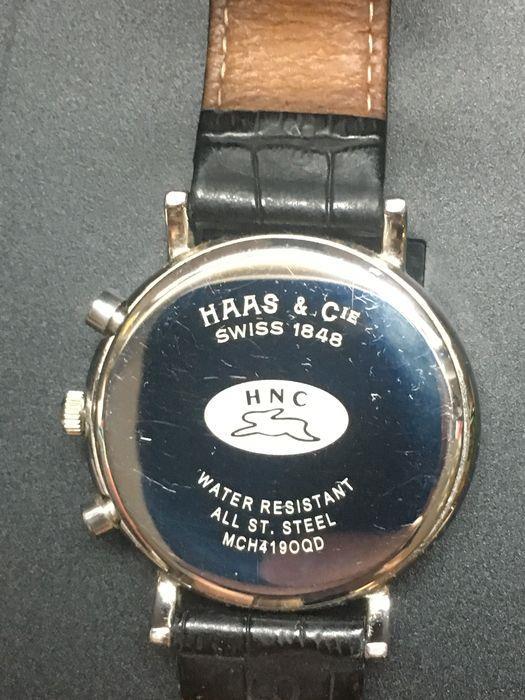 HAAS & CIE
SWISS 1848
HNC
WATER RESISTANT
ALL ST. STEEL
MCH419OQD